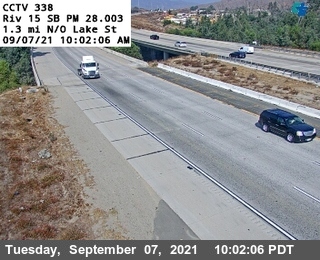 CCTV 338
Riv 15 SB PM 28.003
1.3 mi N/O Lake St
09/07/21 10:02:06 AM
Tuesday, September 07, 2021 10:02:06 PDT